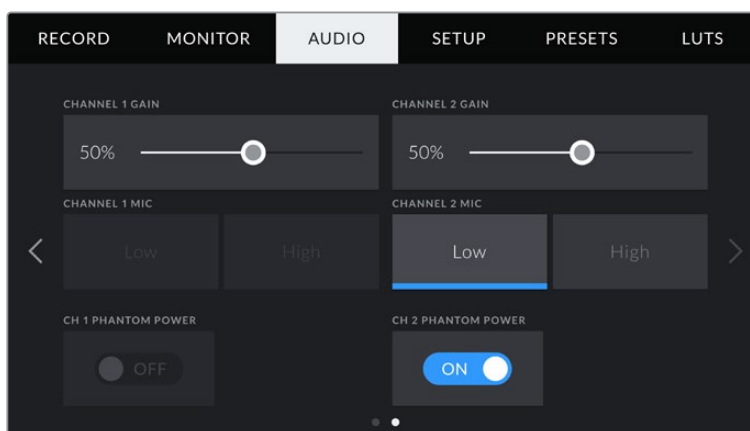 RECORD MONITOR AUDIO SETUP PRESETS LUTS
CHANNEL 1 GAIN CHANNEL 2 GAIN
50% 50%
CHANNEL 1 MIC CHANNEL 2 MIC
Low High Low High
CH 1 PHANTOM POWER CH 2 PHANTOM POWER
OFF ON